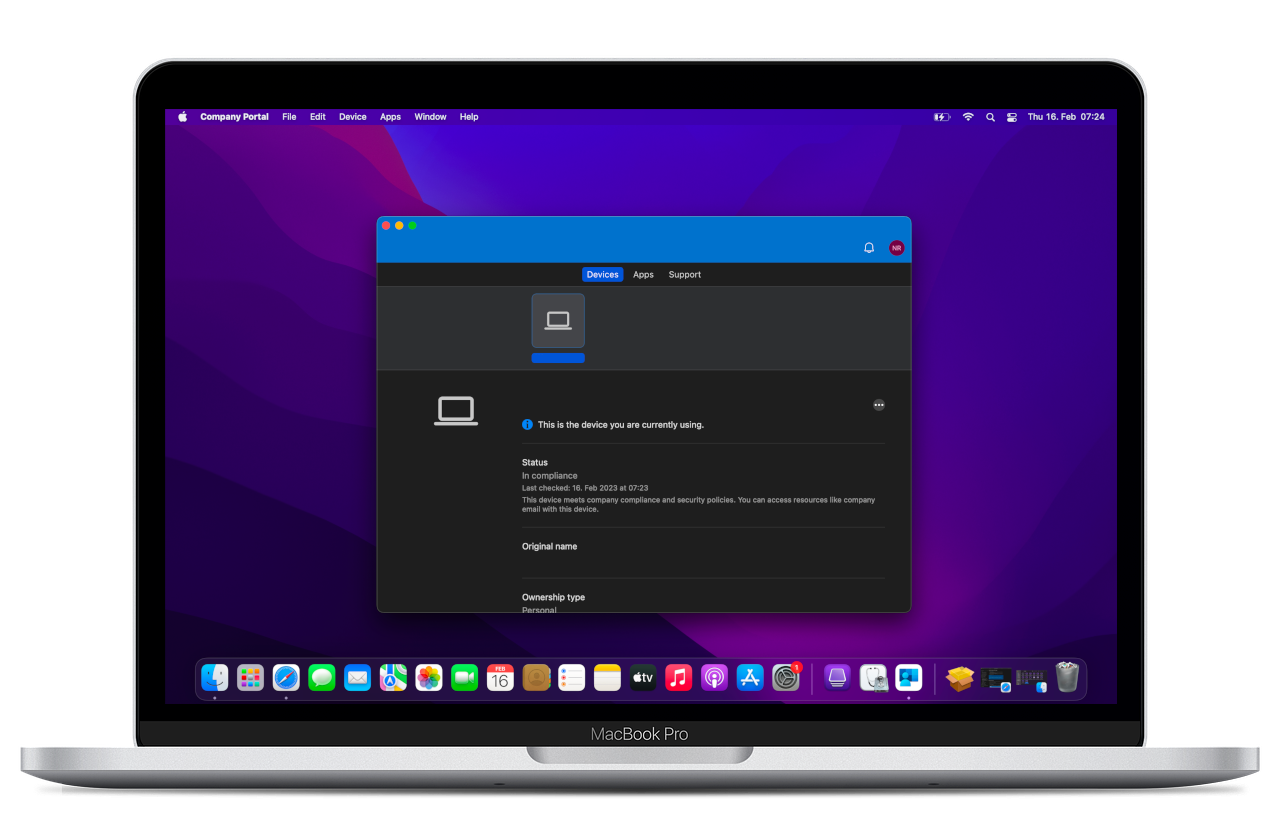 Company Portal File Edit Device Apps Window Help
Thu 16. Feb 07:24
NR
Devices Apps Support
This is the device you are currently using.
Status
In compliance
Last checked: 16. Feb 2023 at 07:23
This device meets company compliance and security policies. You can access resources like company
email with this device.
Original name
Ownership type
Personal
FEB
16
tv
1
MacBook Pro